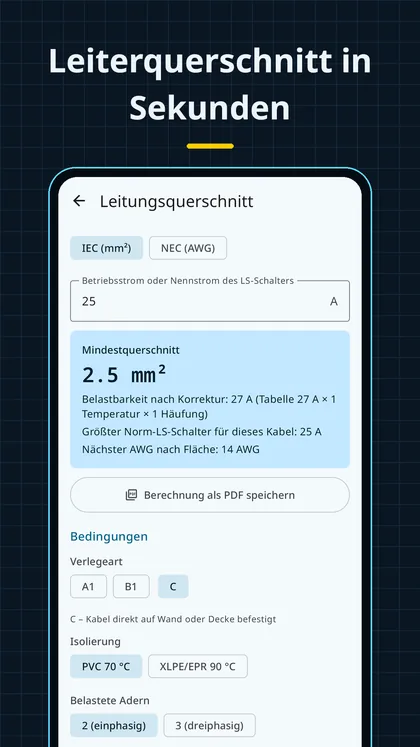 Leiterquerschnitt in
Sekunden
Leitungsquerschnitt
IEC (mm²)
NEC (AWG)
Betriebsstrom oder Nennstrom des LS-Schalters
25
A
Mindestquerschnitt
2.5 mm²
Belastbarkeit nach Korrektur: 27 A (Tabelle 27 A × 1
Temperatur × 1 Häufung)
Größter Norm-LS-Schalter für dieses Kabel: 25 A
Nächster AWG nach Fläche: 14 AWG
Berechnung als PDF speichern
Bedingungen
Verlegeart
A1
B1
C
C – Kabel direkt auf Wand oder Decke befestigt
Isolierung
PVC 70 °C
XLPE/EPR 90 °C
Belastete Adern
2 (einphasig)
3 (dreiphasig)